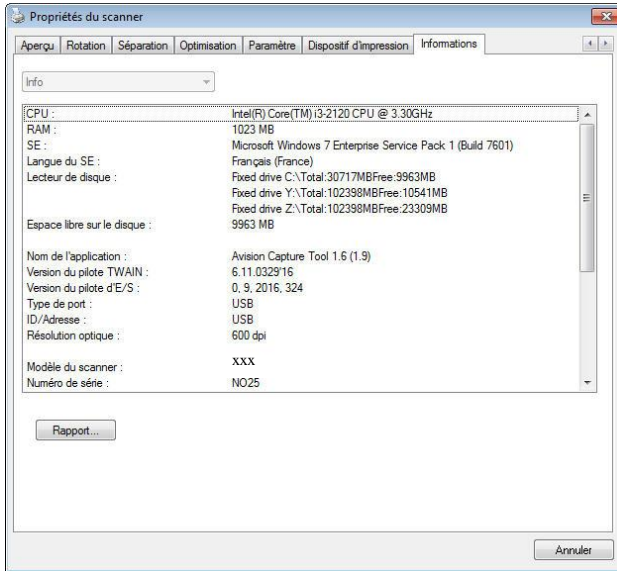 Propriétés du scanner
Aperçu Rotation Séparation Optimisation Paramètre Dispositif d'impression Informations
Info
CPU : Intel(R) Core(TM) i3-2120 CPU @ 3.30GHz
RAM : 1023 MB
SE : Microsoft Windows 7 Enterprise Service Pack 1 (Build 7601)
Langue du SE : Français (France)
Lecteur de disque : Fixed drive C:\Total:30717MBFree:9963MB
Fixed drive Y:\Total:102398MBFree:10541MB
Fixed drive Z:\Total:102398MBFree:23309MB
Espace libre sur le disque : 9963 MB
Nom de l'application : Avision Capture Tool 1.6 (1.9)
Version du pilote TWAIN : 6.11.0329'16
Version du pilote d'E/S : 0, 9, 2016, 324
Type de port : USB
ID/Adresse : USB
Résolution optique : 600 dpi
Modèle du scanner : XXX
Numéro de série : NO25
Rapport...
Annuler